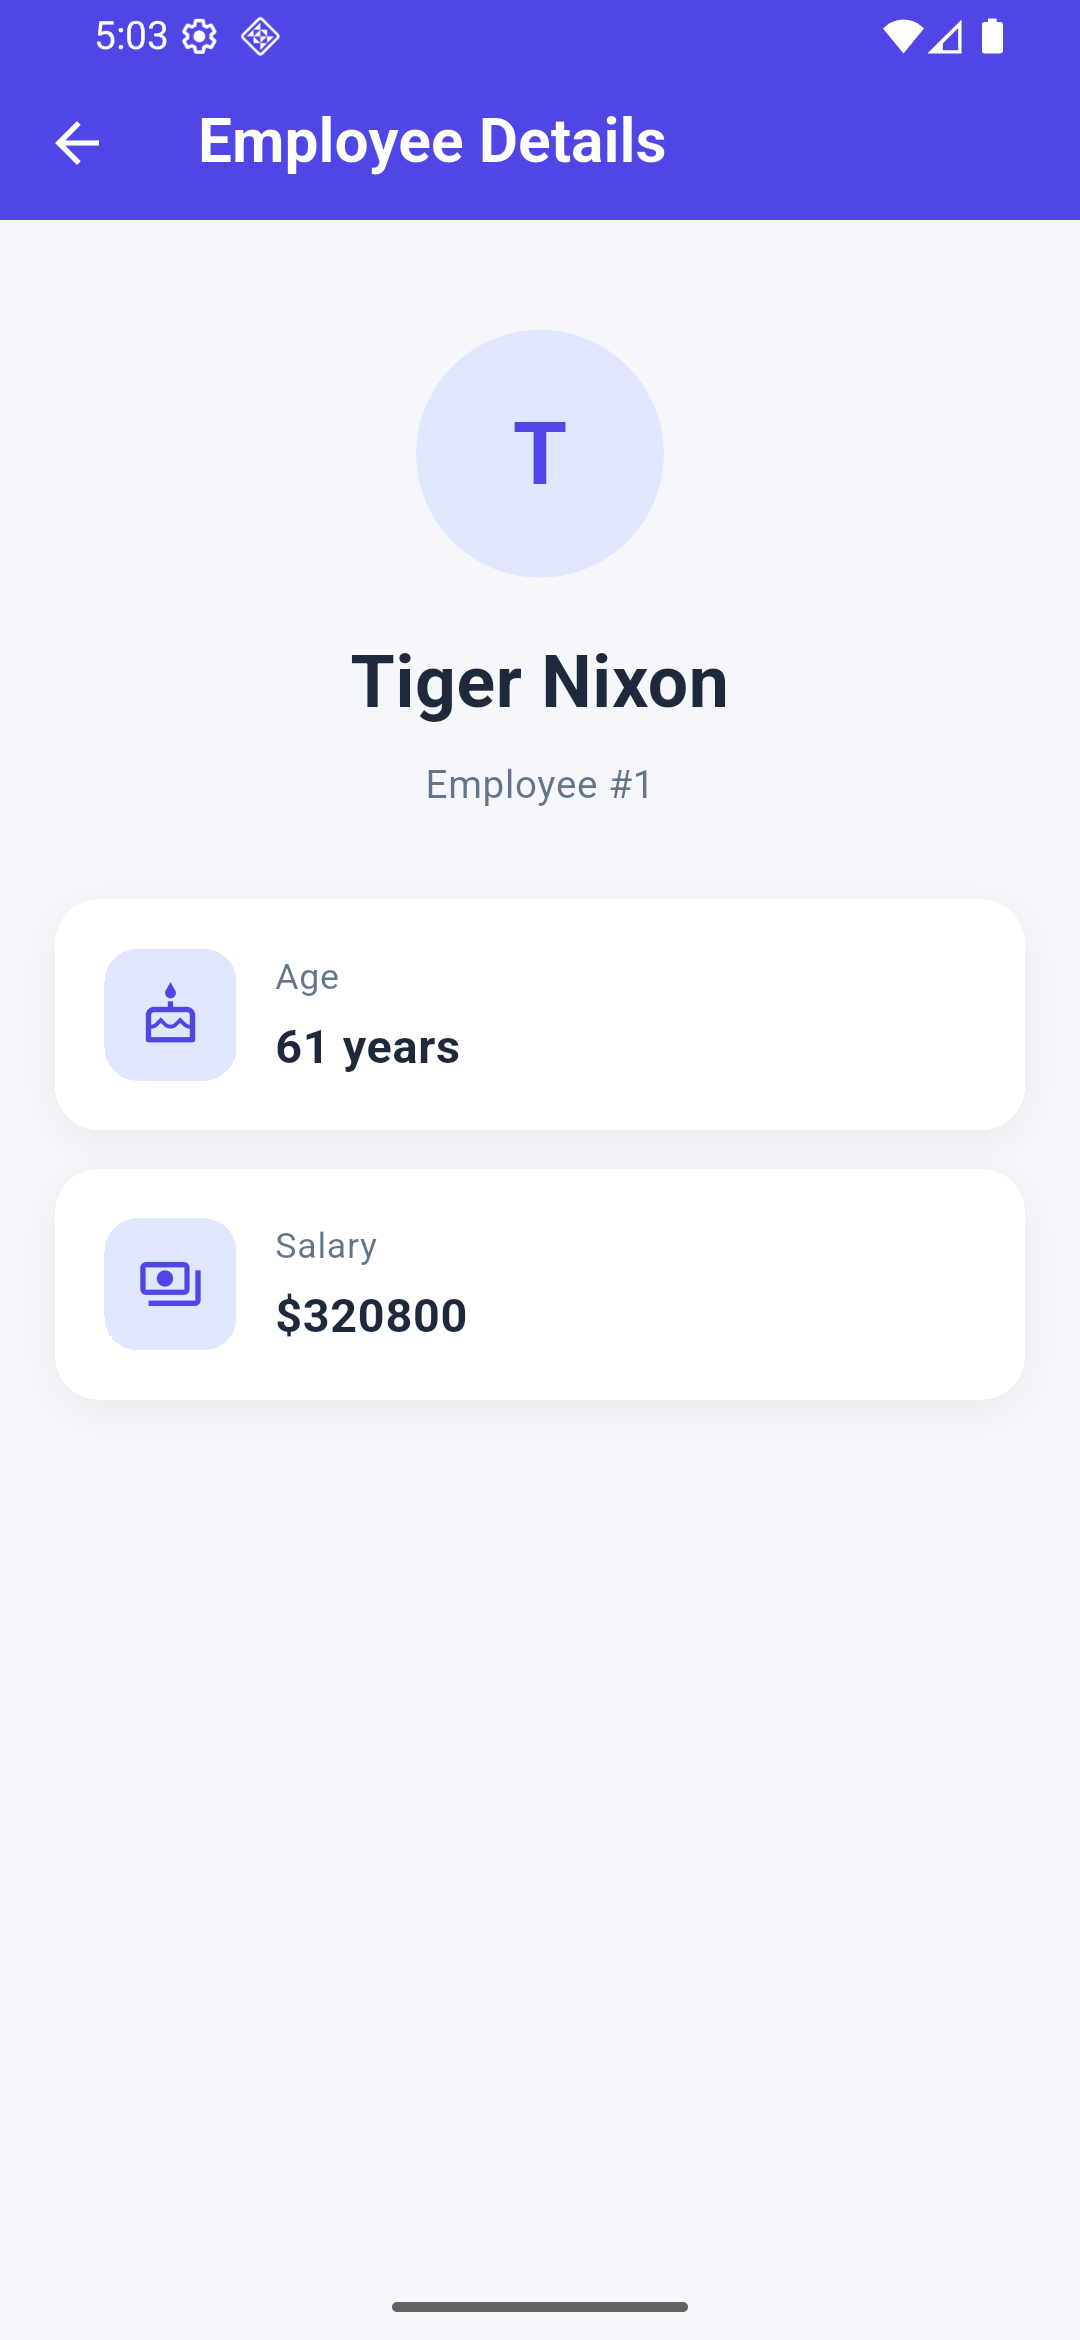 5:03
Employee Details
T
Tiger Nixon
Employee #1
Age
61 years
Salary
$320800